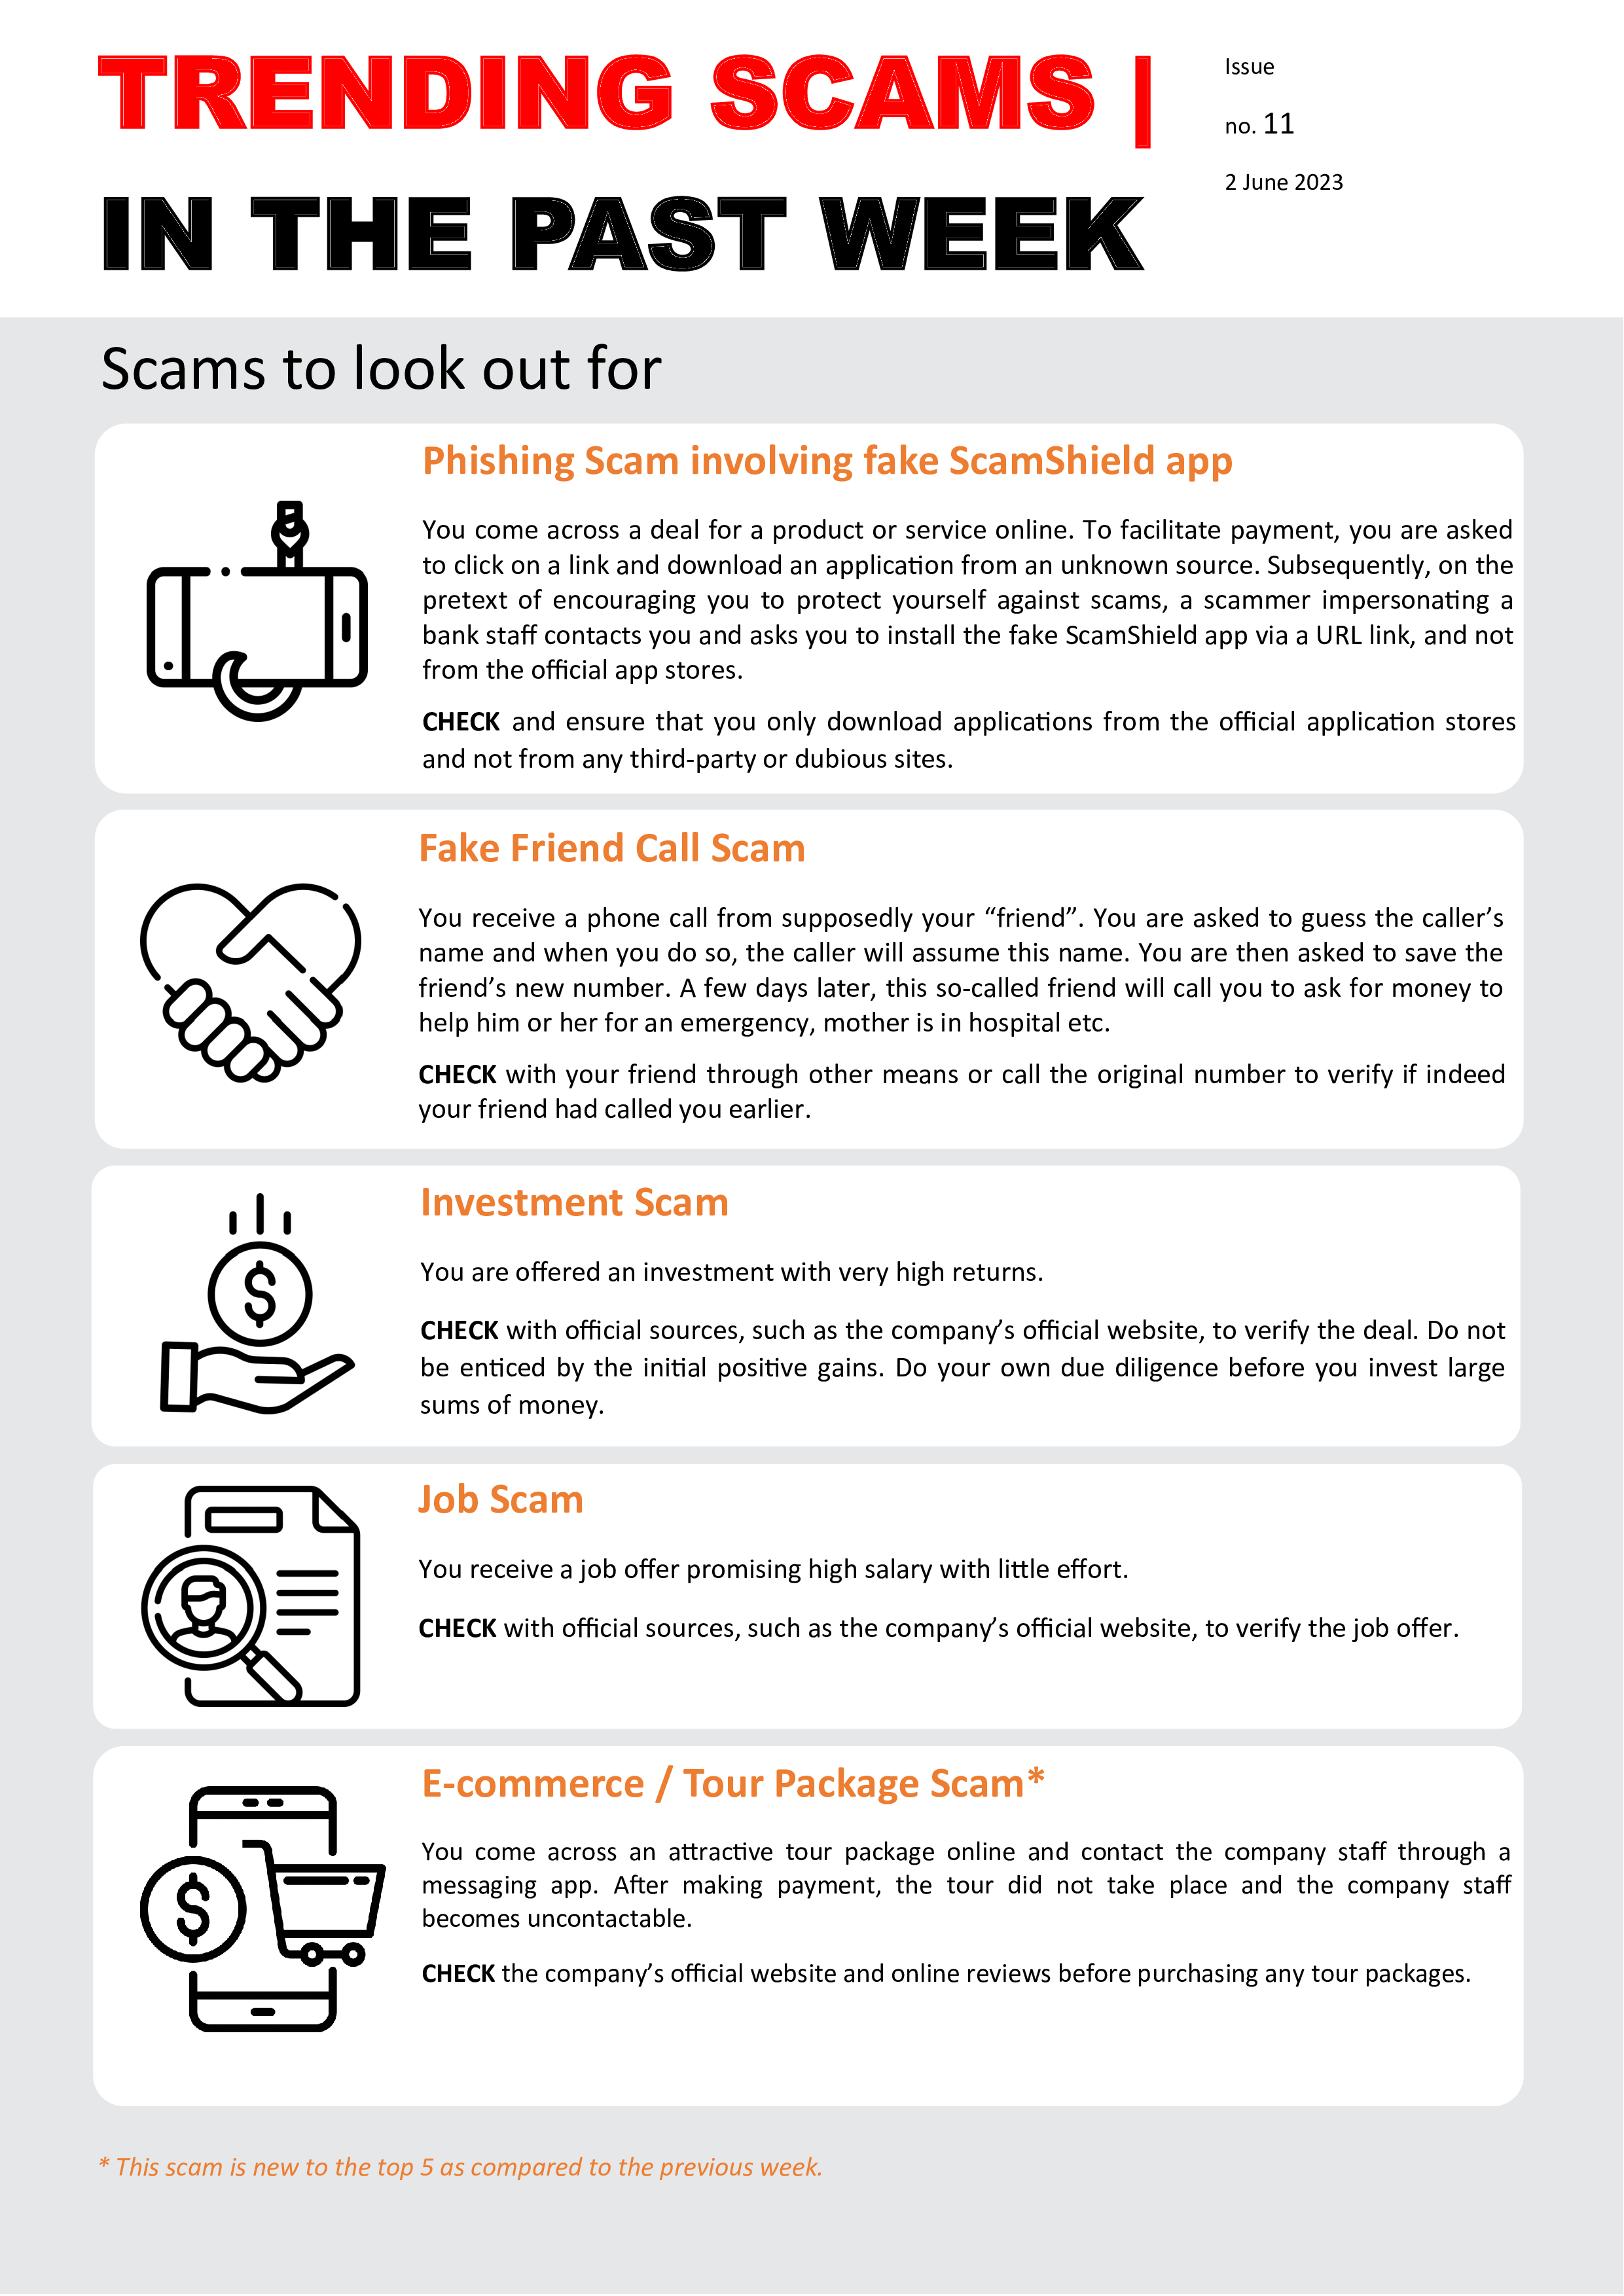 TRENDING SCAMS |
IN THE PAST WEEK
Issue
no. 11
2 June 2023
Scams to look out for
Phishing Scam involving fake ScamShield app
You come across a deal for a product or service online. To facilitate payment, you are asked
to click on a link and download an application from an unknown source. Subsequently, on the
pretext of encouraging you to protect yourself against scams, a scammer impersonating a
bank staff contacts you and asks you to install the fake ScamShield app via a URL link, and not
from the official app stores.
CHECK and ensure that you only download applications from the official application stores
and not from any third-party or dubious sites.
Fake Friend Call Scam
You receive a phone call from supposedly your “friend”. You are asked to guess the caller’s
name and when you do so, the caller will assume this name. You are then asked to save the
friend’s new number. A few days later, this so-called friend will call you to ask for money to
help him or her for an emergency, mother is in hospital etc.
CHECK with your friend through other means or call the original number to verify if indeed
your friend had called you earlier.
Investment Scam
You are offered an investment with very high returns.
CHECK with official sources, such as the company’s official website, to verify the deal. Do not
be enticed by the initial positive gains. Do your own due diligence before you invest large
sums of money.
Job Scam
You receive a job offer promising high salary with little effort.
CHECK with official sources, such as the company’s official website, to verify the job offer.
E-commerce / Tour Package Scam*
You come across an attractive tour package online and contact the company staff through a
messaging app. After making payment, the tour did not take place and the company staff
becomes uncontactable.
CHECK the company’s official website and online reviews before purchasing any tour packages.
* This scam is new to the top 5 as compared to the previous week.